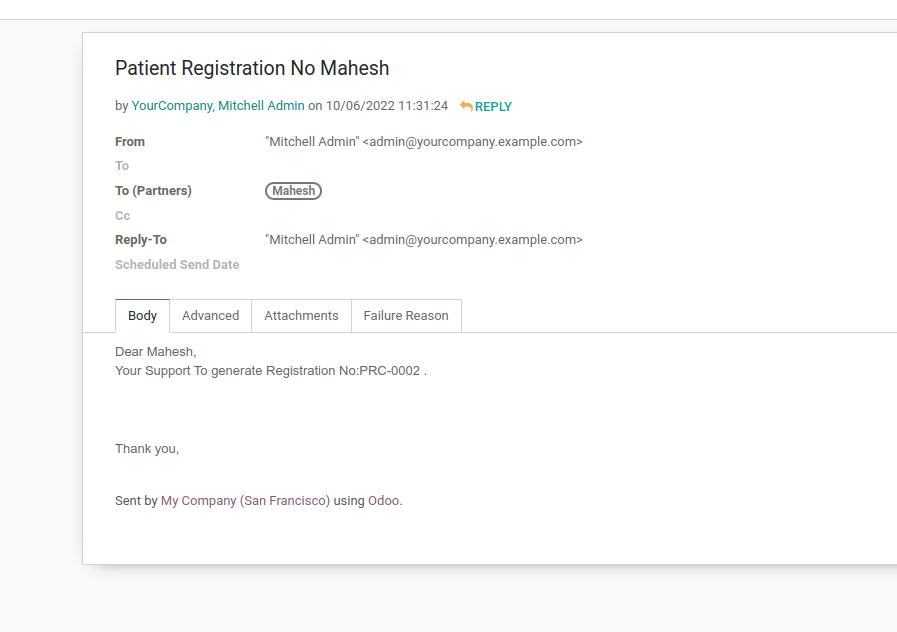 Patient Registration No Mahesh
by YourCompany, Mitchell Admin on 10/06/2022 11:31:24 REPLY
From "Mitchell Admin" <admin@yourcompany.example.com>
To
To (Partners) Mahesh
Cc
Reply-To "Mitchell Admin" <admin@yourcompany.example.com>
Scheduled Send Date
Body Advanced Attachments Failure Reason
Dear Mahesh,
Your Support To generate Registration No:PRC-0002 .
Thank you,
Sent by My Company (San Francisco) using Odoo.